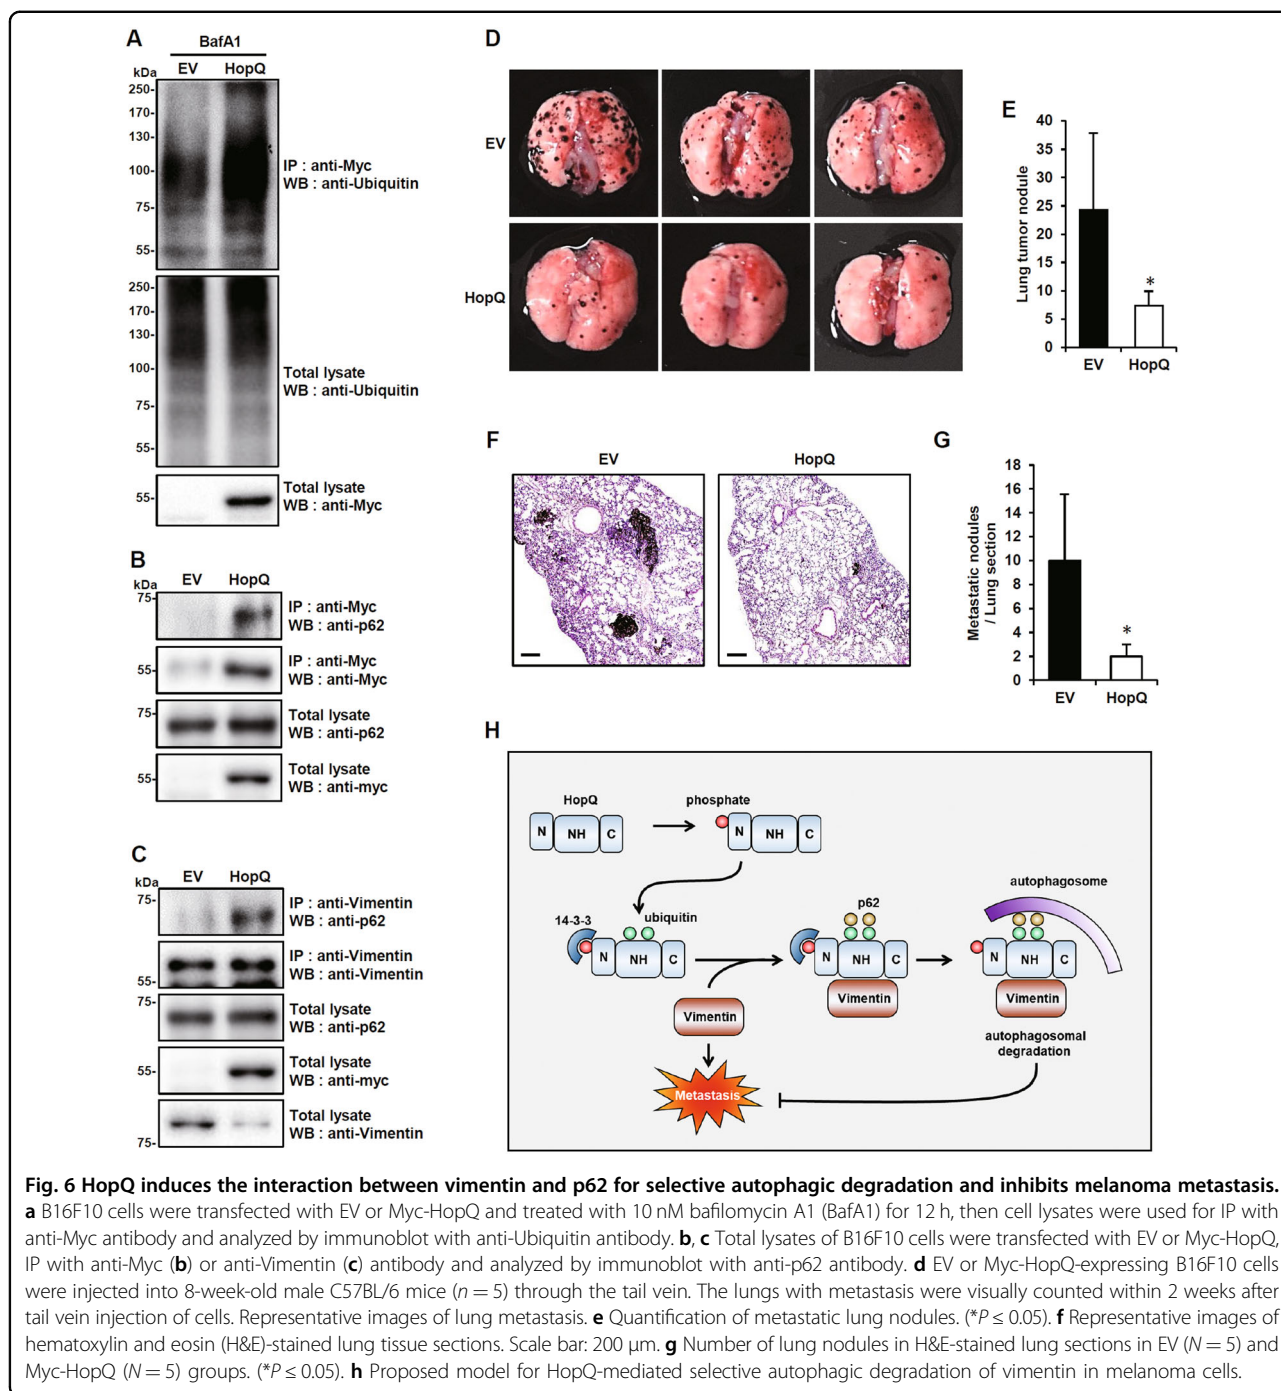 A
BafA1
kDa EV HopQ
250-
170-
130-
100-
75-
55-
IP : anti-Myc
WB : anti-Ubiquitin
250-
170-
130-
100-
75-
55-
Total lysate
WB : anti-Ubiquitin
55-
Total lysate
WB : anti-Myc
B
kDa EV HopQ
75-
IP : anti-Myc
WB : anti-p62
55-
IP : anti-Myc
WB : anti-Myc
75-
Total lysate
WB : anti-p62
55-
Total lysate
WB : anti-myc
C
kDa EV HopQ
75-
IP : anti-Vimentin
WB : anti-p62
55-
IP : anti-Vimentin
WB : anti-Vimentin
75-
Total lysate
WB : anti-p62
55-
Total lysate
WB : anti-myc
75-
Total lysate
WB : anti-Vimentin
D
EV
HopQ
E
Lung tumor nodule
40
35
30
25
20
15
10
5
0
*
EV HopQ
F
EV HopQ
G
Metastatic nodules
/ Lung section
18
16
14
12
10
8
6
4
2
0
*
EV HopQ
H
HopQ phosphate
N NH C N NH C
autophagosome
14-3-3 ubiquitin p62
N NH C N NH C N NH C
Vimentin Vimentin Vimentin
autophagosomal
degradation
Metastasis
Fig. 6 HopQ induces the interaction between vimentin and p62 for selective autophagic degradation and inhibits melanoma metastasis.
a B16F10 cells were transfected with EV or Myc-HopQ and treated with 10 nM bafilomycin A1 (BafA1) for 12 h, then cell lysates were used for IP with
anti-Myc antibody and analyzed by immunoblot with anti-Ubiquitin antibody. b, c Total lysates of B16F10 cells were transfected with EV or Myc-HopQ,
IP with anti-Myc (b) or anti-Vimentin (c) antibody and analyzed by immunoblot with anti-p62 antibody. d EV or Myc-HopQ-expressing B16F10 cells
were injected into 8-week-old male C57BL/6 mice (n = 5) through the tail vein. The lungs with metastasis were visually counted within 2 weeks after
tail vein injection of cells. Representative images of lung metastasis. e Quantification of metastatic lung nodules. (*P ≤ 0.05). f Representative images of
hematoxylin and eosin (H&E)-stained lung tissue sections. Scale bar: 200 μm. g Number of lung nodules in H&E-stained lung sections in EV (N = 5) and
Myc-HopQ (N = 5) groups. (*P ≤ 0.05). h Proposed model for HopQ-mediated selective autophagic degradation of vimentin in melanoma cells.